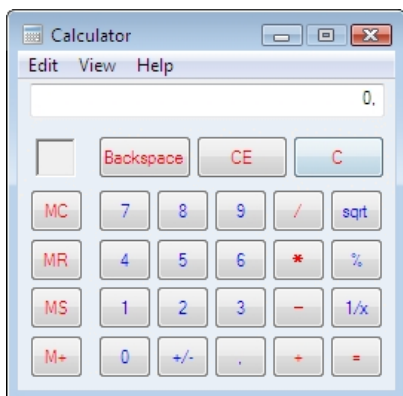 Calculator
Edit View Help
0,
Backspace CE C
MC 7 8 9 / sqrt
MR 4 5 6 * %
MS 1 2 3 - 1/x
M+ 0 +/- , + =